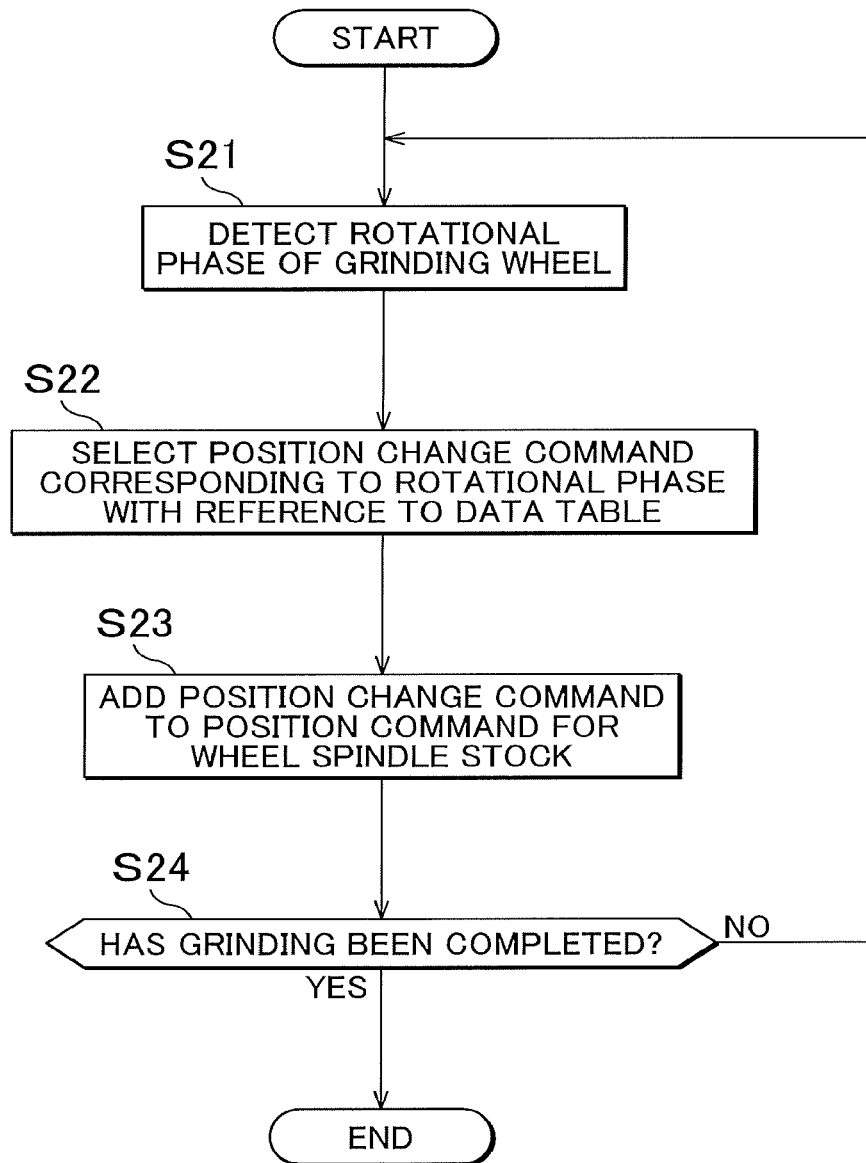 START
S21
DETECT ROTATIONAL
PHASE OF GRINDING WHEEL
S22
SELECT POSITION CHANGE COMMAND
CORRESPONDING TO ROTATIONAL PHASE
WITH REFERENCE TO DATA TABLE
S23
ADD POSITION CHANGE COMMAND
TO POSITION COMMAND FOR
WHEEL SPINDLE STOCK
S24
HAS GRINDING BEEN COMPLETED?
NO
YES
END